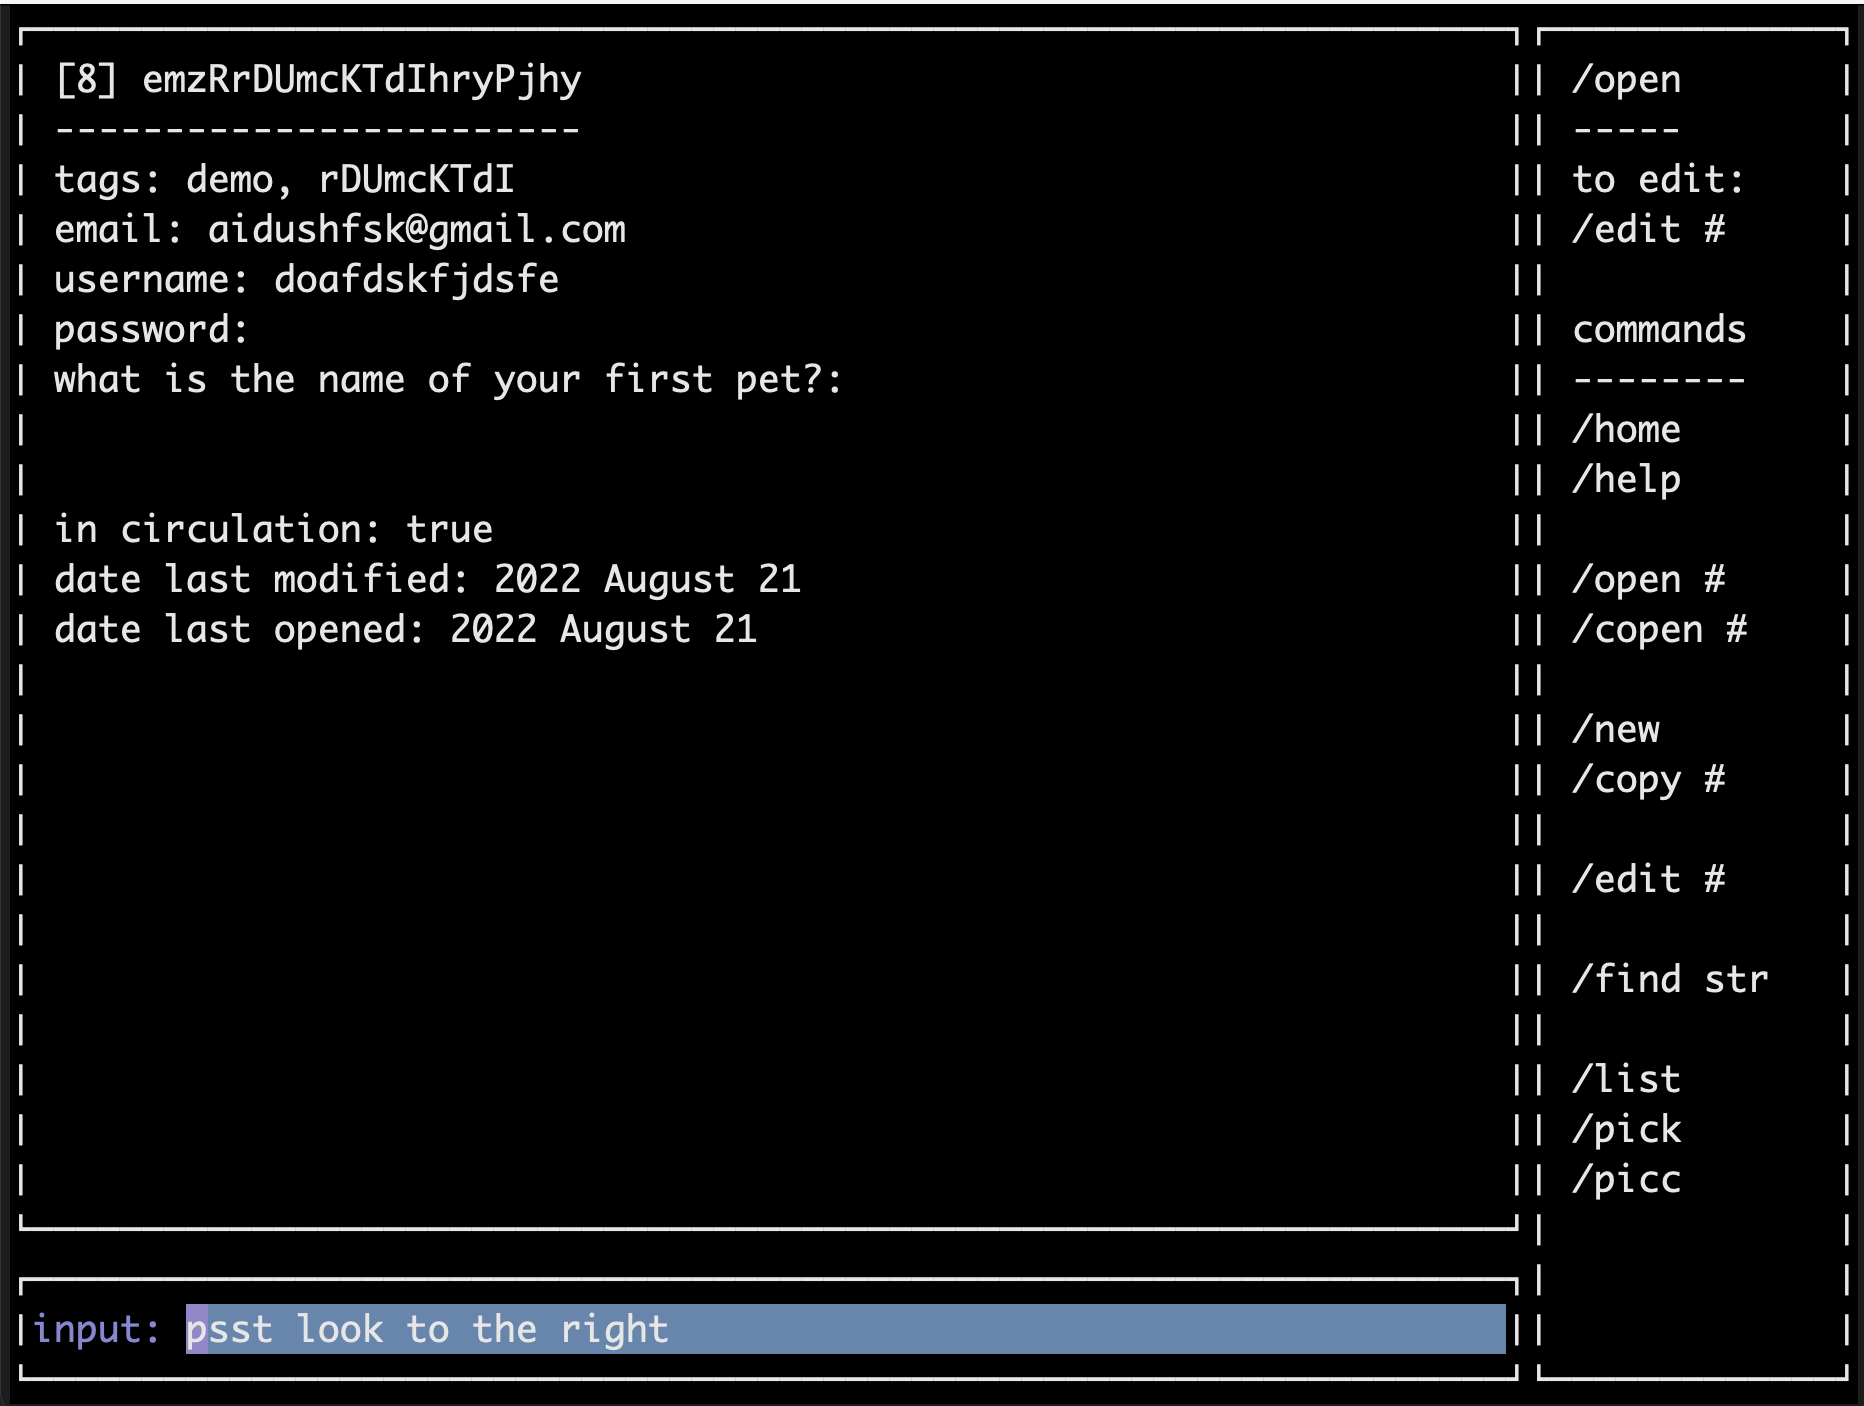 [8] emzRrDUmcKTdIhryPjhy
------------------------
tags: demo, rDUmcKTdI
email: aidushfsk@gmail.com
username: doafdskfjdsfe
password:
what is the name of your first pet?:
in circulation: true
date last modified: 2022 August 21
date last opened: 2022 August 21
input: psst look to the right
/open
-----
to edit:
/edit #
commands
--------
/home
/help
/open #
/copen #
/new
/copy #
/edit #
/find str
/list
/pick
/picc